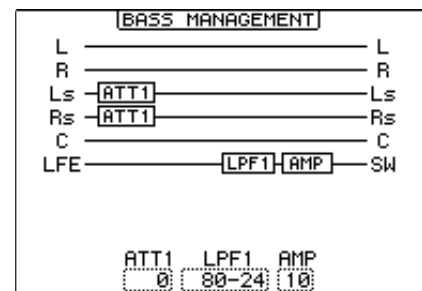 BASS MANAGEMENT
L L
R R
Ls ATT1 Ls
Rs ATT1 Rs
C C
LFE LPF1 AMP SW
ATT1 LPF1 AMP
0 80-24 10